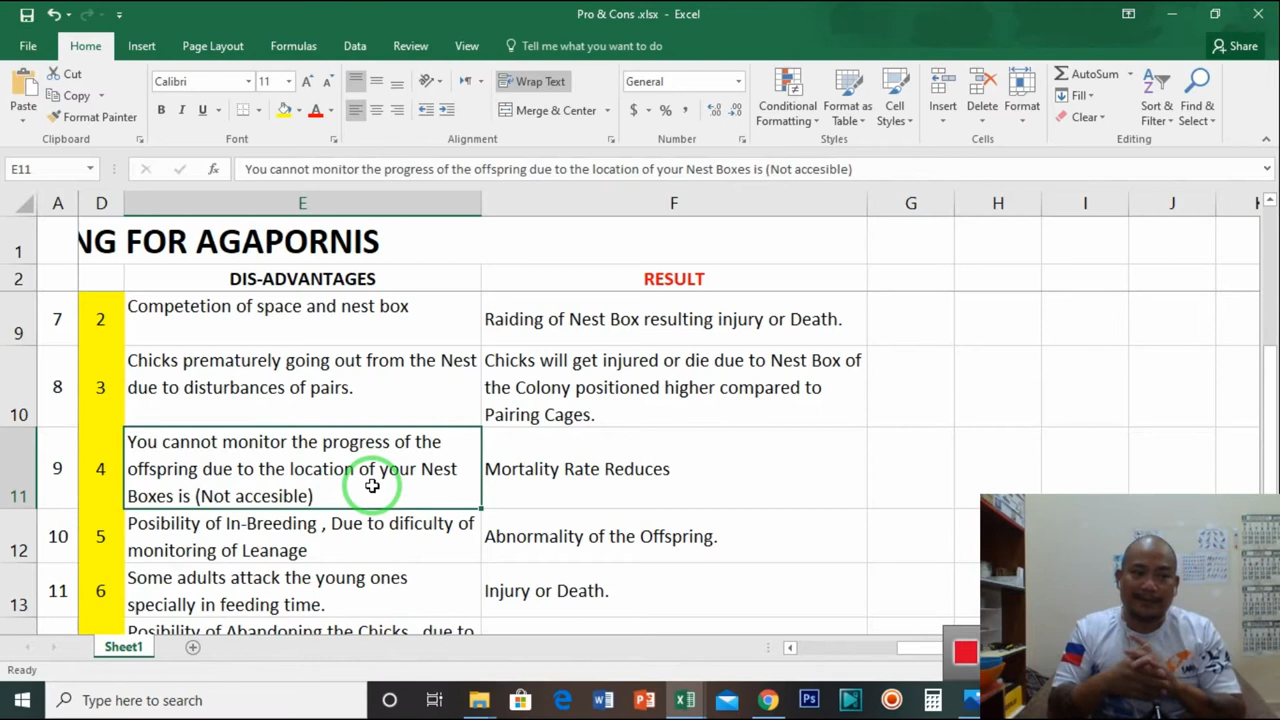 Pro & Cons .xlsx - Excel
File Home Insert Page Layout Formulas Data Review View Tell me what you want to do Share
Cut
Copy
Format Painter
Paste
Clipboard
Calibri 11
B I U
Font
Wrap Text
Merge & Center
Alignment
General
$ % ,
Number
Conditional Formatting
Format as Table
Cell Styles
Styles
Insert Delete Format
Cells
AutoSum
Fill
Clear
Sort & Filter
Find & Select
Editing
E11 fx You cannot monitor the progress of the offspring due to the location of your Nest Boxes is (Not accesible)
A D E F G H I J
1 NG FOR AGAPORNIS
2 DIS-ADVANTAGES RESULT
9 7 2 Competetion of space and nest box
Raiding of Nest Box resulting injury or Death.
10 8 3 Chicks prematurely going out from the Nest
due to disturbances of pairs.
Chicks will get injured or die due to Nest Box of
the Colony positioned higher compared to
Pairing Cages.
11 9 4 You cannot monitor the progress of the
offspring due to the location of your Nest
Boxes is (Not accesible)
Mortality Rate Reduces
12 10 5 Posibility of In-Breeding , Due to dificulty of
monitoring of Leanage
Abnormality of the Offspring.
13 11 6 Some adults attack the young ones
specially in feeding time.
Injury or Death.
Posibility of Abandoning the Chicks , due to
Sheet1
Ready
Type here to search